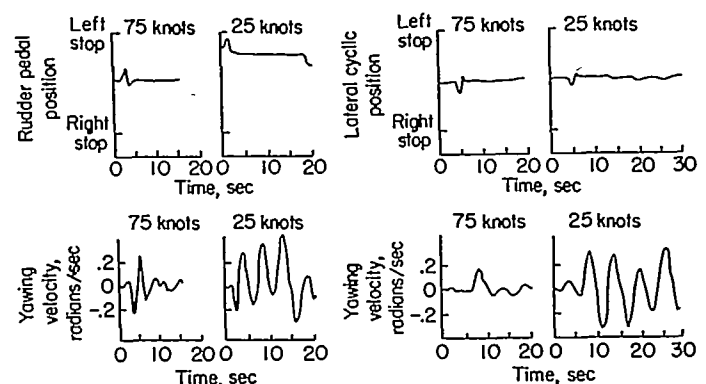 Left stop
75 knots
25 knots
Rudder pedal position
Right stop
0 10 20 0 10 20
Time, sec
Left stop
75 knots
25 knots
Lateral cyclic position
Right stop
0 10 20 0 10 20 30
Time, sec
75 knots
25 knots
Yawing velocity, radians/sec
.2
0
-.2
0 10 20 0 10 20
Time, sec
75 knots
25 knots
Yawing velocity, radians/sec
.2
0
-.2
0 10 20 0 10 20 30
Time, sec